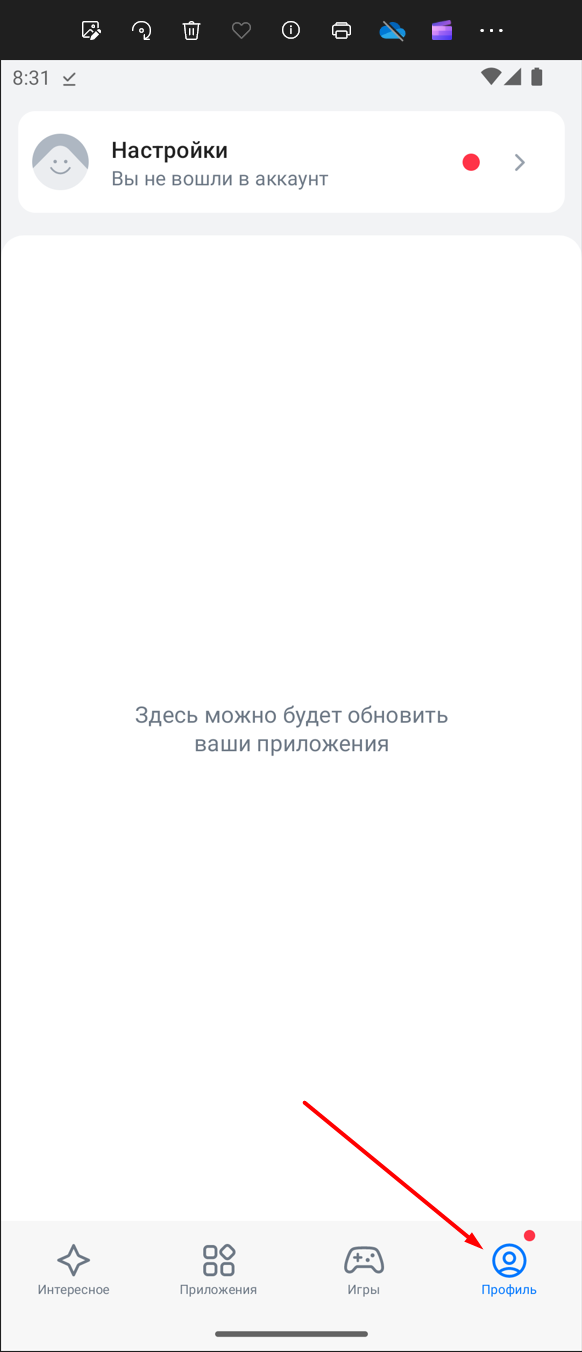 8:31
Настройки
Вы не вошли в аккаунт
Здесь можно будет обновить
ваши приложения
Интересное
Приложения
Игры
Профиль